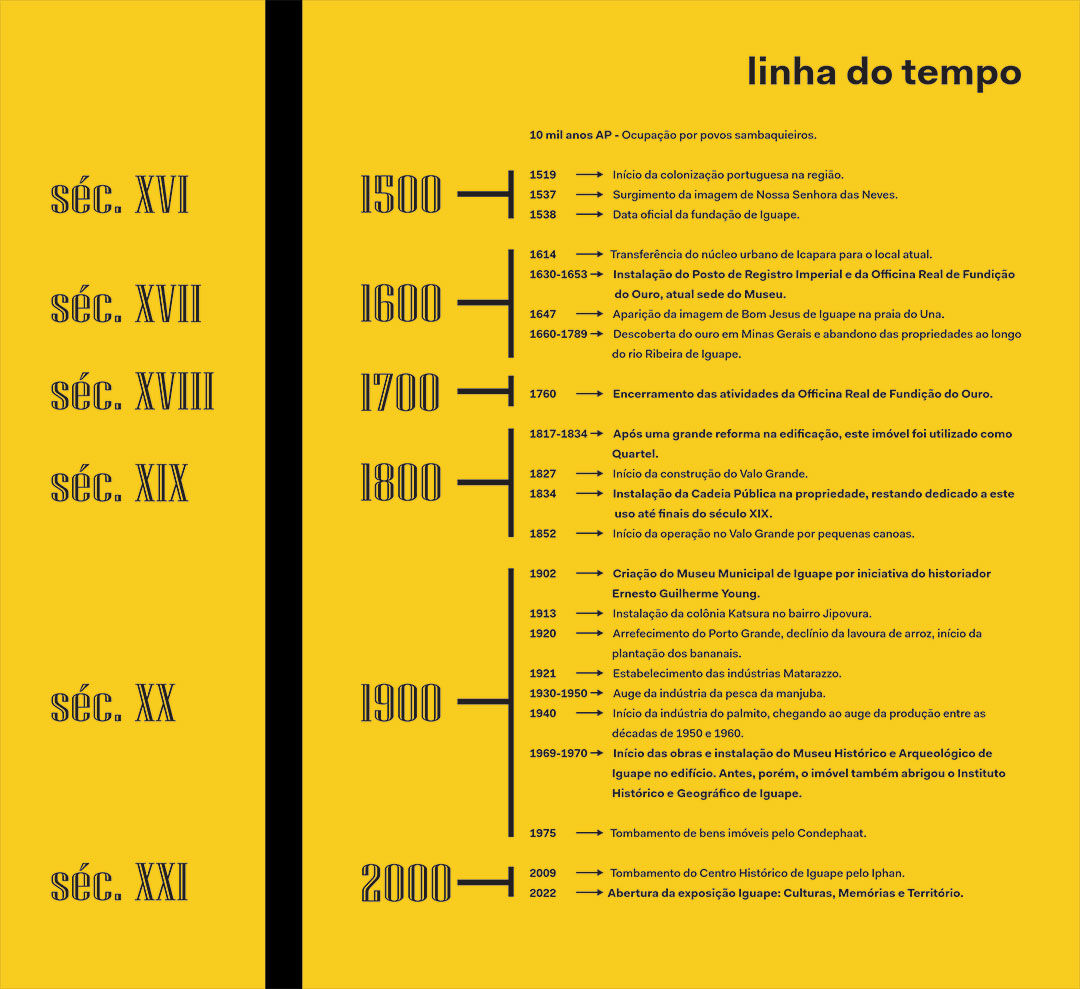 linha do tempo
10 mil anos AP - Ocupação por povos sambaquieiros.
séc. XVI
1500
1519 → Início da colonização portuguesa na região.
1537 → Surgimento da imagem de Nossa Senhora das Neves.
1538 → Data oficial da fundação de Iguape.
séc. XVII
1600
1614 → Transferência do núcleo urbano de Icapara para o local atual.
1630-1653 → Instalação do Posto de Registro Imperial e da Officina Real de Fundição
do Ouro, atual sede do Museu.
1647 → Aparição da imagem de Bom Jesus de Iguape na praia do Una.
1660-1789 → Descoberta do ouro em Minas Gerais e abandono das propriedades ao longo
do rio Ribeira de Iguape.
séc. XVIII
1700
1760 → Encerramento das atividades da Officina Real de Fundição do Ouro.
séc. XIX
1800
1817-1834 → Após uma grande reforma na edificação, este imóvel foi utilizado como
Quartel.
1827 → Início da construção do Valo Grande.
1834 → Instalação da Cadeia Pública na propriedade, restando dedicado a este
uso até finais do século XIX.
1852 → Início da operação no Valo Grande por pequenas canoas.
séc. XX
1900
1902 → Criação do Museu Municipal de Iguape por iniciativa do historiador
Ernesto Guilherme Young.
1913 → Instalação da colônia Katsura no bairro Jipovura.
1920 → Arrefecimento do Porto Grande, declínio da lavoura de arroz, início da
plantação dos bananais.
1921 → Estabelecimento das indústrias Matarazzo.
1930-1950 → Auge da indústria da pesca da manjuba.
1940 → Início da indústria do palmito, chegando ao auge da produção entre as
décadas de 1950 e 1960.
1969-1970 → Início das obras e instalação do Museu Histórico e Arqueológico de
Iguape no edifício. Antes, porém, o imóvel também abrigou o Instituto
Histórico e Geográfico de Iguape.
1975 → Tombamento de bens imóveis pelo Condephaat.
séc. XXI
2000
2009 → Tombamento do Centro Histórico de Iguape pelo Iphan.
2022 → Abertura da exposição Iguape: Culturas, Memórias e Território.